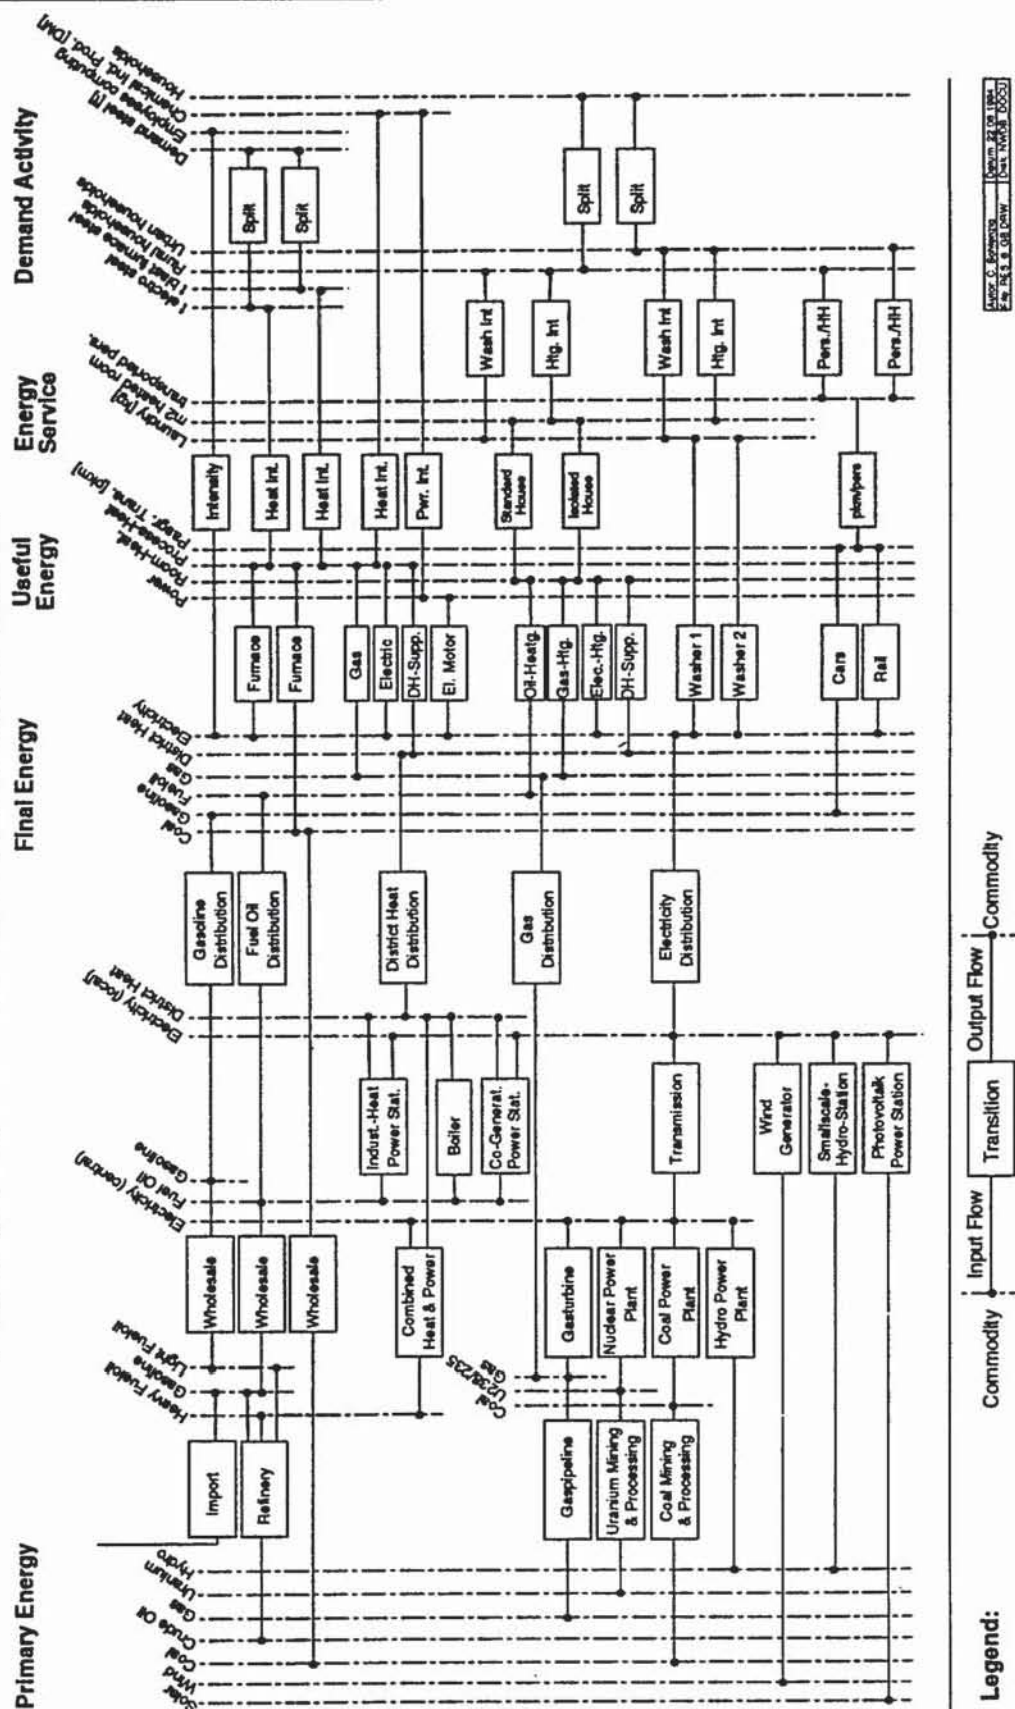 Primary Energy
Final Energy
Useful
Energy
Energy
Service
Demand Activity
Solar
Wind
Coal
Crude Oil
Gas
Uranium
Hydro
Import
Refinery
Heavy Fueloil
Gasoline
Light Fueloil
Wholesale
Wholesale
Wholesale
Combined
Heat & Power
Gaspipeline
Uranium Mining
& Processing
Coal Mining
& Processing
Coal
U238/235
Gas
Gasturbine
Nuclear Power
Plant
Coal Power
Plant
Hydro Power
Plant
Electricity (central)
Fuel Oil
Gasoline
Indust.-Heat
Power Stat.
Boiler
Co-Generat.
Power Stat.
Transmission
Wind
Generator
Smallscale-
Hydro-Station
Photovoltaik
Power Station
Electricity (local)
District Heat
Gasoline
Distribution
Fuel Oil
Distribution
District Heat
Distribution
Gas
Distribution
Electricity
Distribution
Coal
Gasoline
Fueloil
Gas
District Heat
Electricity
Furnace
Furnace
Gas
Electric
DH-Supp.
El. Motor
Oil-Heatg.
Gas-Htg.
Elec.-Htg.
DH-Supp.
Washer 1
Washer 2
Cars
Rail
Power
Room-Heat.
Process-Heat
Pasgr. Trans. [pkm]
Intensity
Heat Int.
Heat Int.
Heat Int.
Pwr. Int.
Standard
House
Isolated
House
pkm/pers
Laundry [kg]
m2 heated room
transported pers.
Wash Int
Htg. Int
Wash Int
Htg. Int
Pers./HH
Pers./HH
t electro steel
t blast furnace steel
Rural households
Urban households
Split
Split
Split
Split
Demand steel [t]
Employees computing
Chemical Ind. Prod. [DM]
Households
Legend:
Commodity
Input Flow
Transition
Output Flow
Commodity